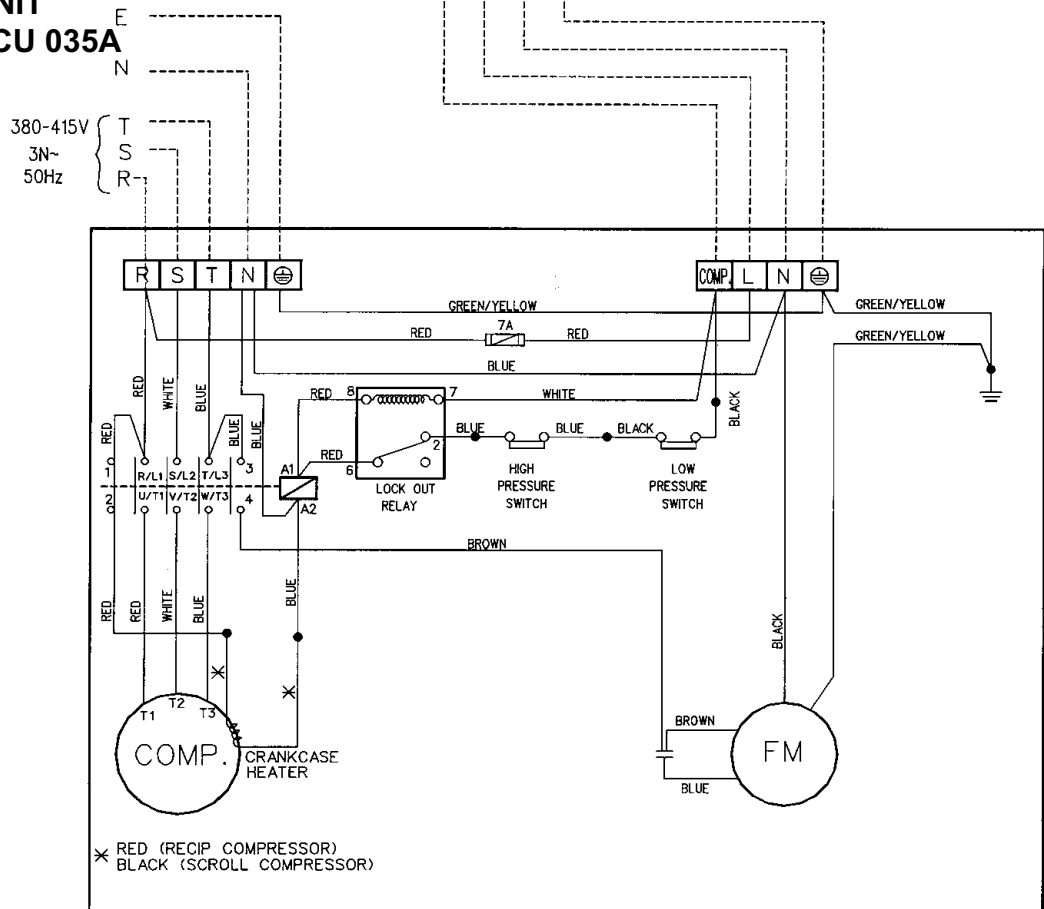 NIT
CU 035A
E
N
380-415V
3N~
50Hz
T
S
R
R S T N
COMP. L N
GREEN/YELLOW
GREEN/YELLOW
GREEN/YELLOW
RED
7A
RED
BLUE
RED
WHITE
BLUE
BLUE
BLUE
RED
RED
8
7
WHITE
BLACK
BLUE
BLUE
BLACK
2
6
RED
LOCK OUT
RELAY
HIGH
PRESSURE
SWITCH
LOW
PRESSURE
SWITCH
1
R/L1 S/L2 T/L3
3
A1
2
U/T1 V/T2 W/T3
4
A2
BROWN
RED
RED
WHITE
BLUE
BLUE
BLACK
T1
T2
T3
COMP.
CRANKCASE
HEATER
BROWN
BLUE
FM
RED (RECIP COMPRESSOR)
BLACK (SCROLL COMPRESSOR)